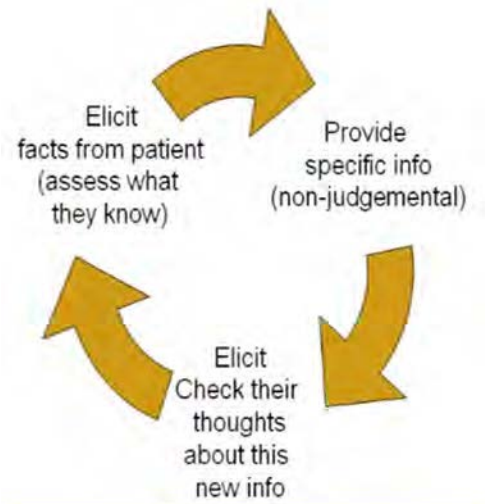 Elicit
facts from patient
(assess what
they know)
Provide
specific info
(non-judgemental)
Elicit
Check their
thoughts
about this
new info